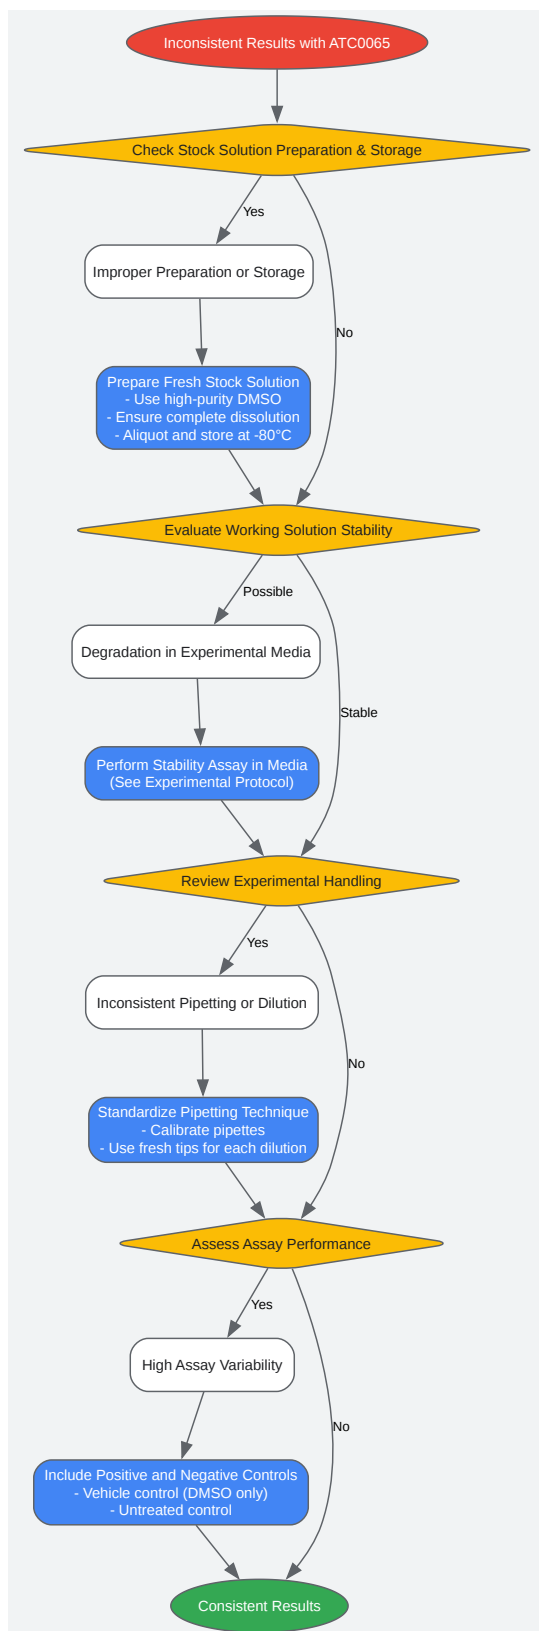 Inconsistent Results with ATC0065
Check Stock Solution Preparation & Storage
Yes
Improper Preparation or Storage
No
Prepare Fresh Stock Solution
- Use high-purity DMSO
- Ensure complete dissolution
- Aliquot and store at -80°C
Evaluate Working Solution Stability
Possible
Degradation in Experimental Media
Stable
Perform Stability Assay in Media
(See Experimental Protocol)
Review Experimental Handling
Yes
Inconsistent Pipetting or Dilution
No
Standardize Pipetting Technique
- Calibrate pipettes
- Use fresh tips for each dilution
Assess Assay Performance
Yes
High Assay Variability
No
Include Positive and Negative Controls
- Vehicle control (DMSO only)
- Untreated control
Consistent Results